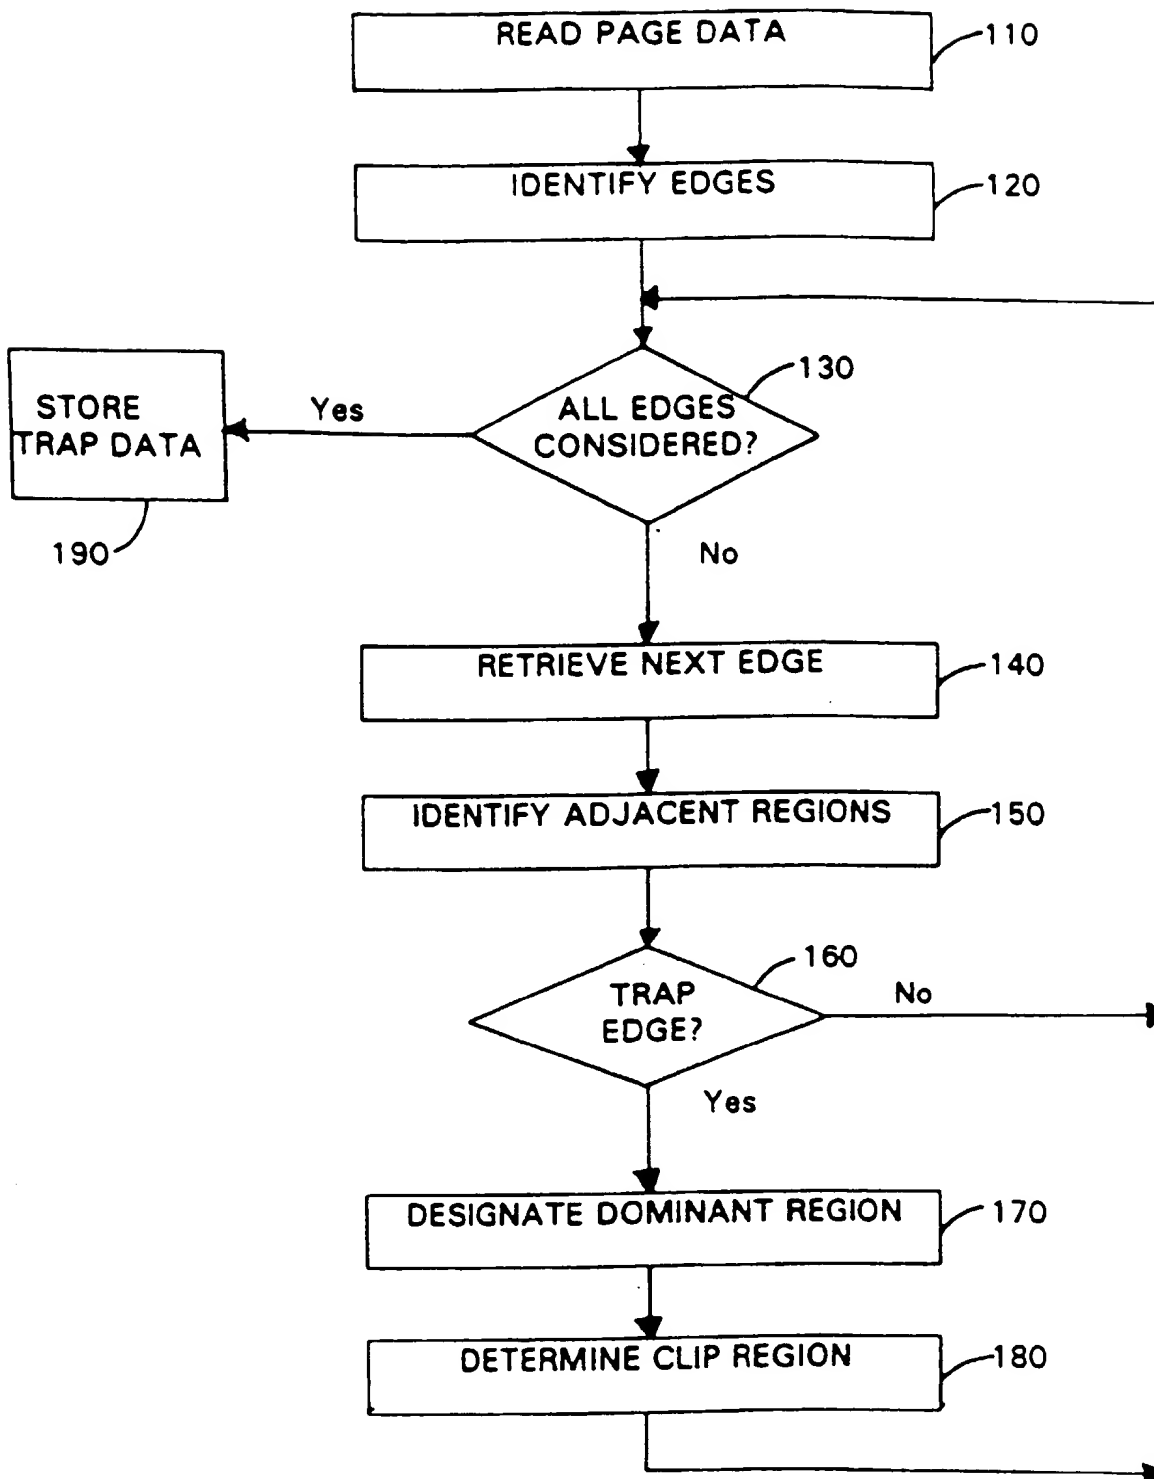 READ PAGE DATA
110
IDENTIFY EDGES
120
130
ALL EDGES
CONSIDERED?
Yes
STORE
TRAP DATA
190
No
RETRIEVE NEXT EDGE
140
IDENTIFY ADJACENT REGIONS
150
160
TRAP
EDGE?
No
Yes
DESIGNATE DOMINANT REGION
170
DETERMINE CLIP REGION
180